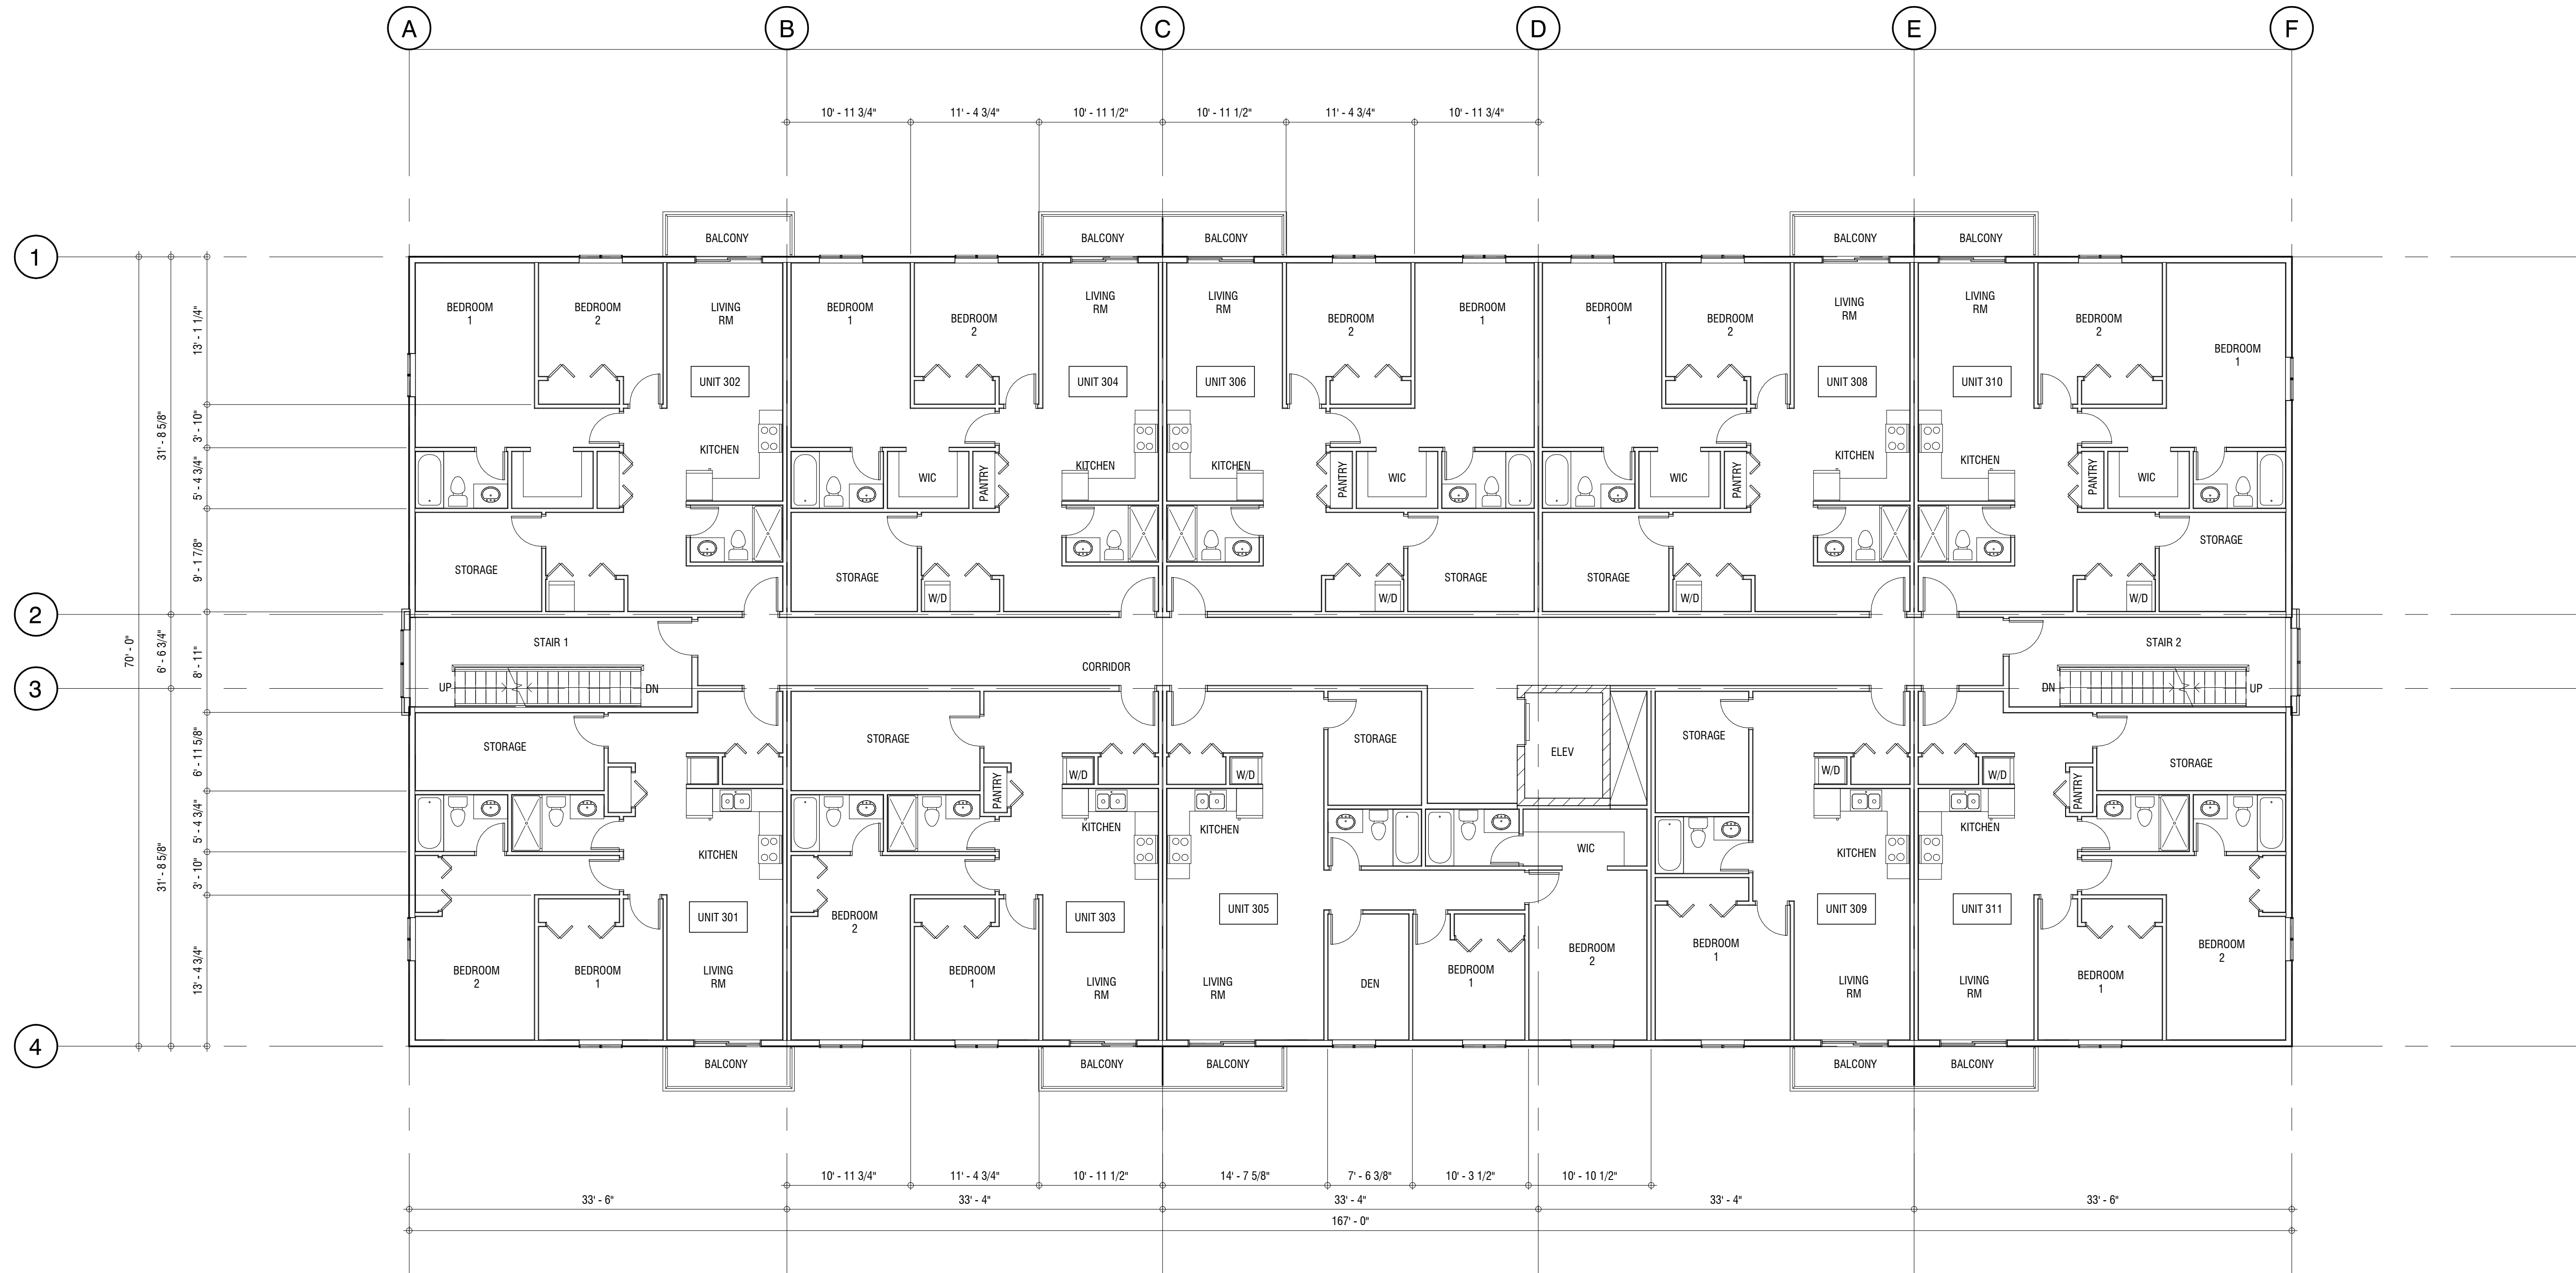 A B C D E F
10' - 11 3/4" 11' - 4 3/4" 10' - 11 1/2" 10' - 11 1/2" 11' - 4 3/4" 10' - 11 3/4"
BALCONY BALCONY BALCONY BALCONY BALCONY
1
BEDROOM
1
BEDROOM
2
LIVING
RM
BEDROOM
1
BEDROOM
2
LIVING
RM
LIVING
RM
BEDROOM
2
BEDROOM
1
BEDROOM
1
BEDROOM
2
LIVING
RM
LIVING
RM
BEDROOM
2
BEDROOM
1
UNIT 302 UNIT 304 UNIT 306 UNIT 308 UNIT 310
KITCHEN KITCHEN KITCHEN KITCHEN KITCHEN
WIC PANTRY PANTRY WIC WIC PANTRY PANTRY WIC
STORAGE STORAGE STORAGE STORAGE STORAGE
W/D W/D W/D W/D
13' - 1 1/4"
3' - 10"
5' - 4 3/4"
9' - 1 7/8"
31' - 8 5/8"
2
STAIR 1 STAIR 2
CORRIDOR
UP DN DN UP
70' - 0"
6' - 6 3/4"
8' - 11"
3
STORAGE STORAGE STORAGE ELEV STORAGE STORAGE
W/D W/D W/D W/D
PANTRY PANTRY
KITCHEN KITCHEN KITCHEN KITCHEN KITCHEN
WIC
UNIT 301 UNIT 303 UNIT 305 UNIT 309 UNIT 311
BEDROOM
2
BEDROOM
1
LIVING
RM
BEDROOM
2
BEDROOM
1
LIVING
RM
LIVING
RM
DEN
BEDROOM
1
BEDROOM
2
BEDROOM
1
LIVING
RM
LIVING
RM
BEDROOM
1
BEDROOM
2
6' - 11 5/8"
5' - 4 3/4"
3' - 10"
13' - 4 3/4"
31' - 8 5/8"
4
BALCONY BALCONY BALCONY BALCONY BALCONY
10' - 11 3/4" 11' - 4 3/4" 10' - 11 1/2" 14' - 7 5/8" 7' - 6 3/8" 10' - 3 1/2" 10' - 10 1/2"
33' - 6" 33' - 4" 33' - 4" 33' - 4" 33' - 6"
167' - 0"